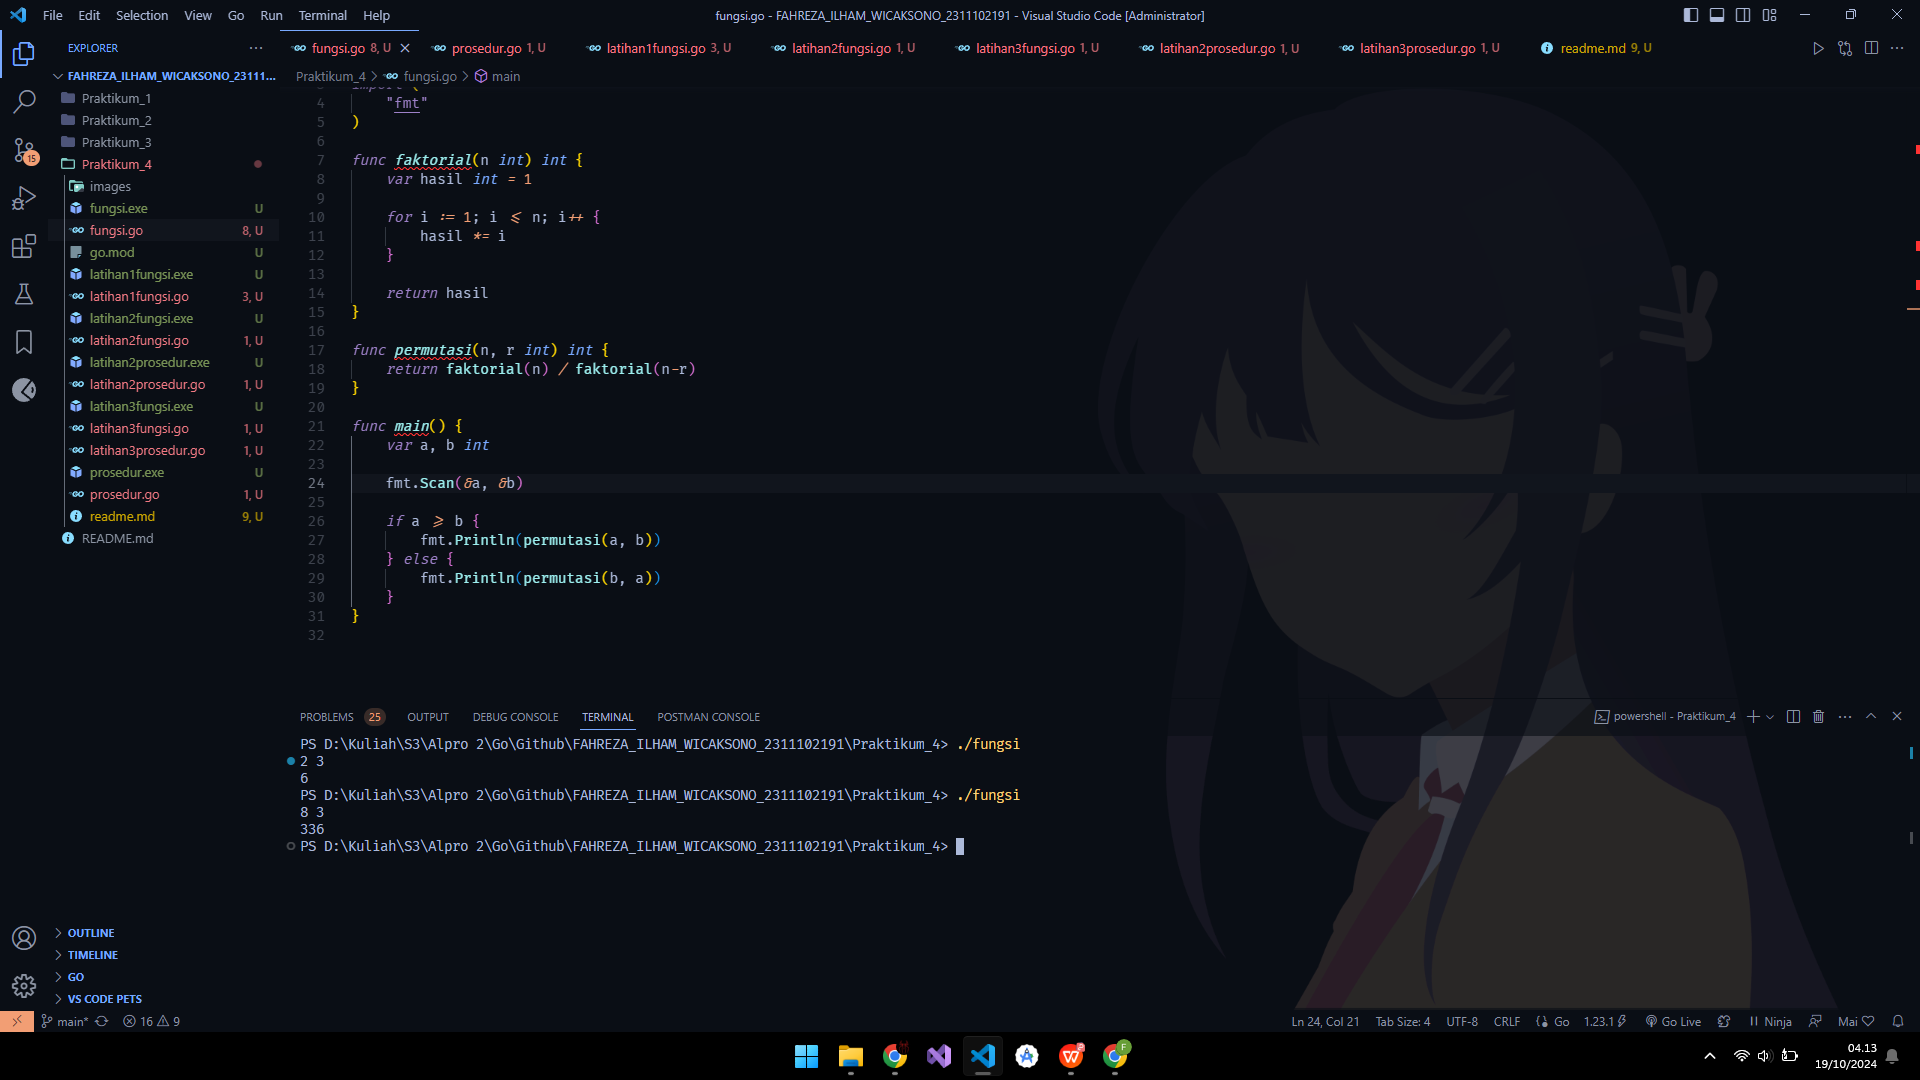 File Edit Selection View Go Run Terminal Help
fungsi.go - FAHREZA_ILHAM_WICAKSONO_2311102191 - Visual Studio Code [Administrator]
EXPLORER
fungsi.go 8, U
prosedur.go 1, U
latihan1fungsi.go 3, U
latihan2fungsi.go 1, U
latihan3fungsi.go 1, U
latihan2prosedur.go 1, U
latihan3prosedur.go 1, U
readme.md 9, U
FAHREZA_ILHAM_WICAKSONO_23111...
Praktikum_4 > fungsi.go > main
Praktikum_1
Praktikum_2
Praktikum_3
Praktikum_4
images
fungsi.exe U
fungsi.go 8, U
go.mod U
latihan1fungsi.exe U
latihan1fungsi.go 3, U
latihan2fungsi.exe U
latihan2fungsi.go 1, U
latihan2prosedur.exe U
latihan2prosedur.go 1, U
latihan3fungsi.exe U
latihan3fungsi.go 1, U
latihan3prosedur.go 1, U
prosedur.exe U
prosedur.go 1, U
readme.md 9, U
README.md
15
3 import (
4 "fmt"
5 )
6
7 func faktorial(n int) int {
8 var hasil int = 1
9
10 for i := 1; i <= n; i++ {
11 hasil *= i
12 }
13
14 return hasil
15 }
16
17 func permutasi(n, r int) int {
18 return faktorial(n) / faktorial(n-r)
19 }
20
21 func main() {
22 var a, b int
23
24 fmt.Scan(&a, &b)
25
26 if a >= b {
27 fmt.Println(permutasi(a, b))
28 } else {
29 fmt.Println(permutasi(b, a))
30 }
31 }
32
PROBLEMS 25 OUTPUT DEBUG CONSOLE TERMINAL POSTMAN CONSOLE
powershell - Praktikum_4
PS D:\Kuliah\S3\Alpro 2\Go\Github\FAHREZA_ILHAM_WICAKSONO_2311102191\Praktikum_4> ./fungsi
2 3
6
PS D:\Kuliah\S3\Alpro 2\Go\Github\FAHREZA_ILHAM_WICAKSONO_2311102191\Praktikum_4> ./fungsi
8 3
336
PS D:\Kuliah\S3\Alpro 2\Go\Github\FAHREZA_ILHAM_WICAKSONO_2311102191\Praktikum_4>
OUTLINE
TIMELINE
GO
VS CODE PETS
main* 16 9
Ln 24, Col 21 Tab Size: 4 UTF-8 CRLF Go 1.23.1 Go Live Ninja Mai
F
04.13
19/10/2024